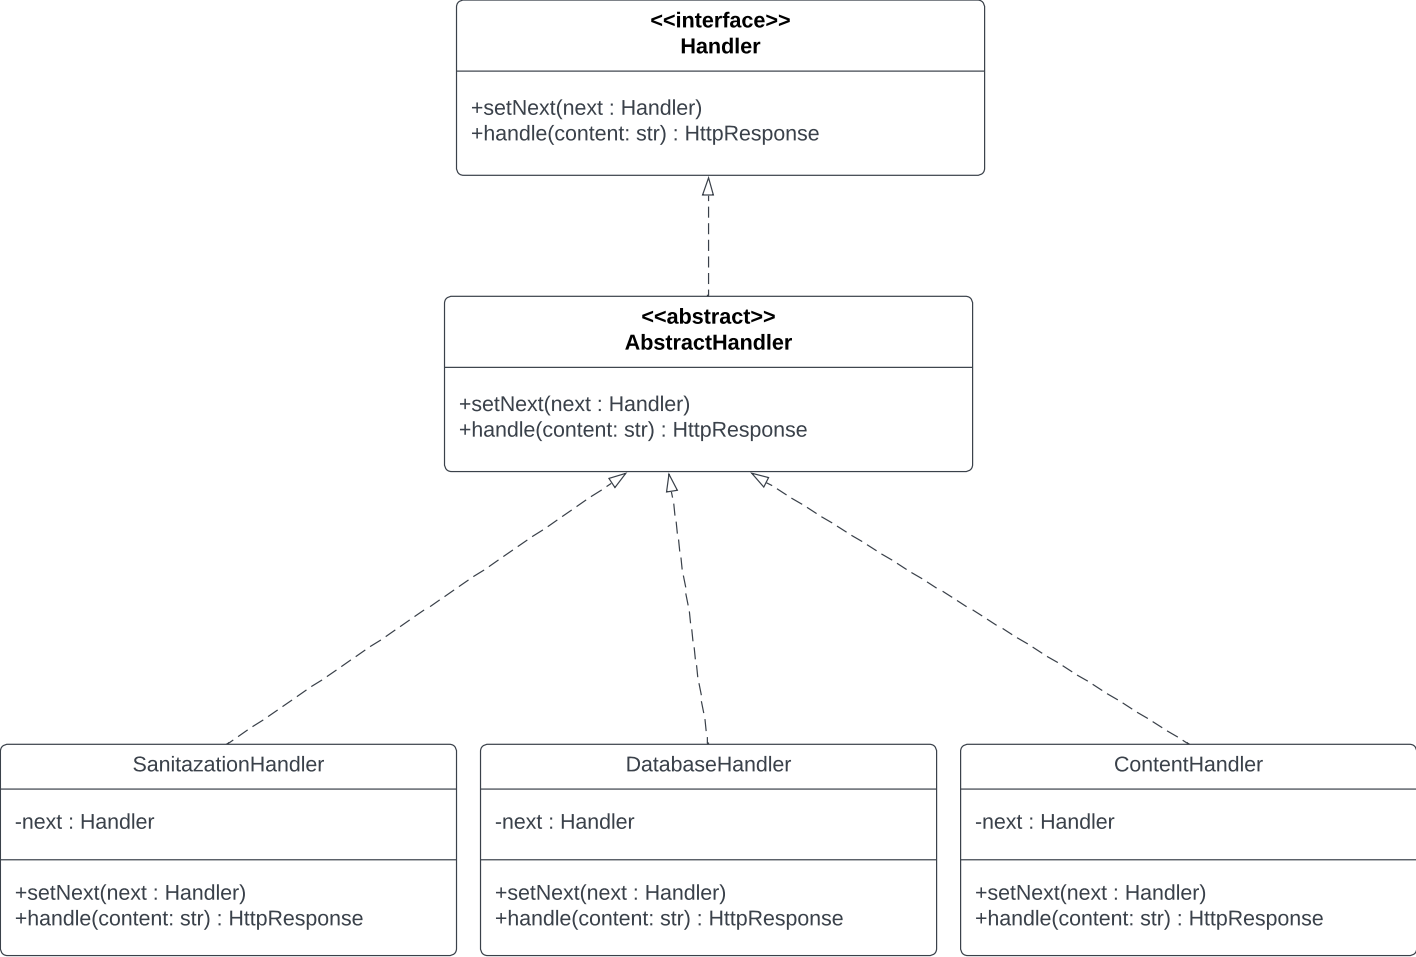 <<interface>>
Handler
+setNext(next : Handler)
+handle(content: str) : HttpResponse
<<abstract>>
AbstractHandler
+setNext(next : Handler)
+handle(content: str) : HttpResponse
SanitazationHandler
-next : Handler
+setNext(next : Handler)
+handle(content: str) : HttpResponse
DatabaseHandler
-next : Handler
+setNext(next : Handler)
+handle(content: str) : HttpResponse
ContentHandler
-next : Handler
+setNext(next : Handler)
+handle(content: str) : HttpResponse